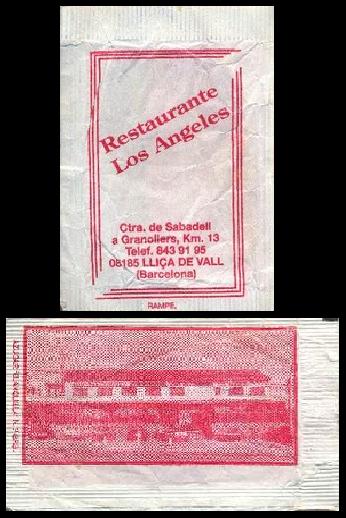 Restaurante
Los Angeles
Ctra. de Sabadell
a Granollers, Km. 13
Telef. 843 91 95
08185 LLIÇA DE VALL
(Barcelona)
RAMPE.